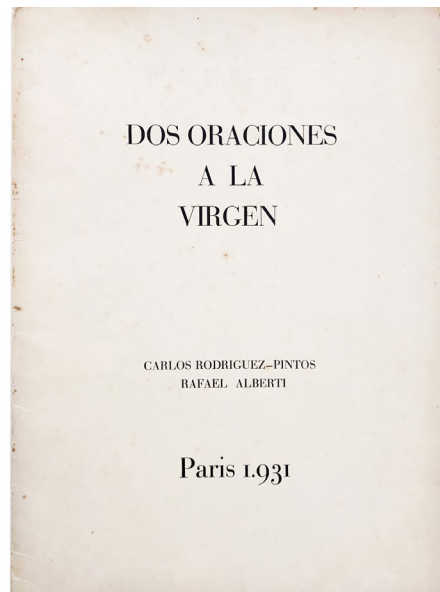 DOS ORACIONES
A LA
VIRGEN
CARLOS RODRIGUEZ-PINTOS
RAFAEL ALBERTI
Paris 1.931